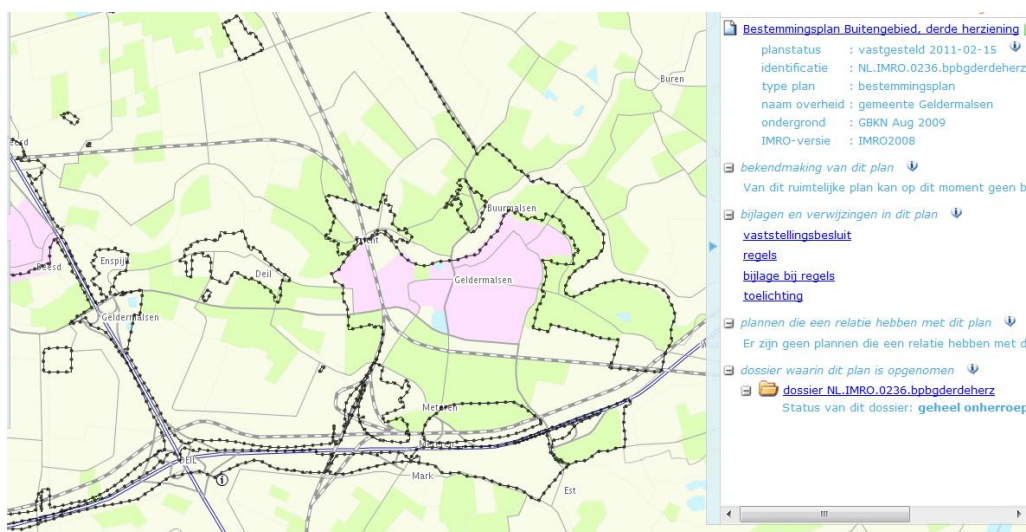 Buren
Buurmalsen
Tricht
Enspijk
Beesd
Deil
Geldermalsen
Geldermalsen
Meteren
Meteren
DEIL
Mark
Est
Bestemmingsplan Buitengebied, derde herziening
planstatus : vastgesteld 2011-02-15
identificatie : NL.IMRO.0236.bpbgderdeherz
type plan : bestemmingsplan
naam overheid : gemeente Geldermalsen
ondergrond : GBKN Aug 2009
IMRO-versie : IMRO2008
bekendmaking van dit plan
Van dit ruimtelijke plan kan op dit moment geen b
bijlagen en verwijzingen in dit plan
vaststellingsbesluit
regels
bijlage bij regels
toelichting
plannen die een relatie hebben met dit plan
Er zijn geen plannen die een relatie hebben met d
dossier waarin dit plan is opgenomen
dossier NL.IMRO.0236.bpbgderdeherz
Status van dit dossier: geheel onherroep